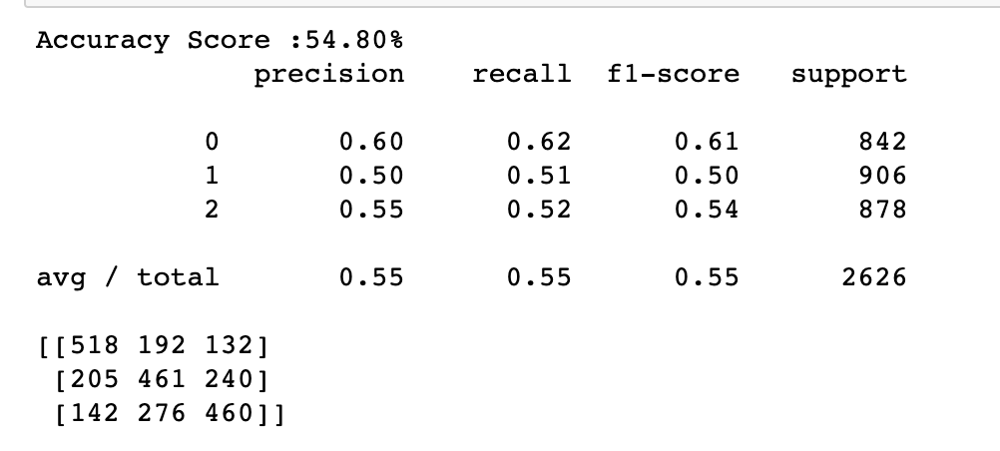 Accuracy Score :54.80%
precision recall f1-score support
0 0.60 0.62 0.61 842
1 0.50 0.51 0.50 906
2 0.55 0.52 0.54 878
avg / total 0.55 0.55 0.55 2626
[[518 192 132]
[205 461 240]
[142 276 460]]